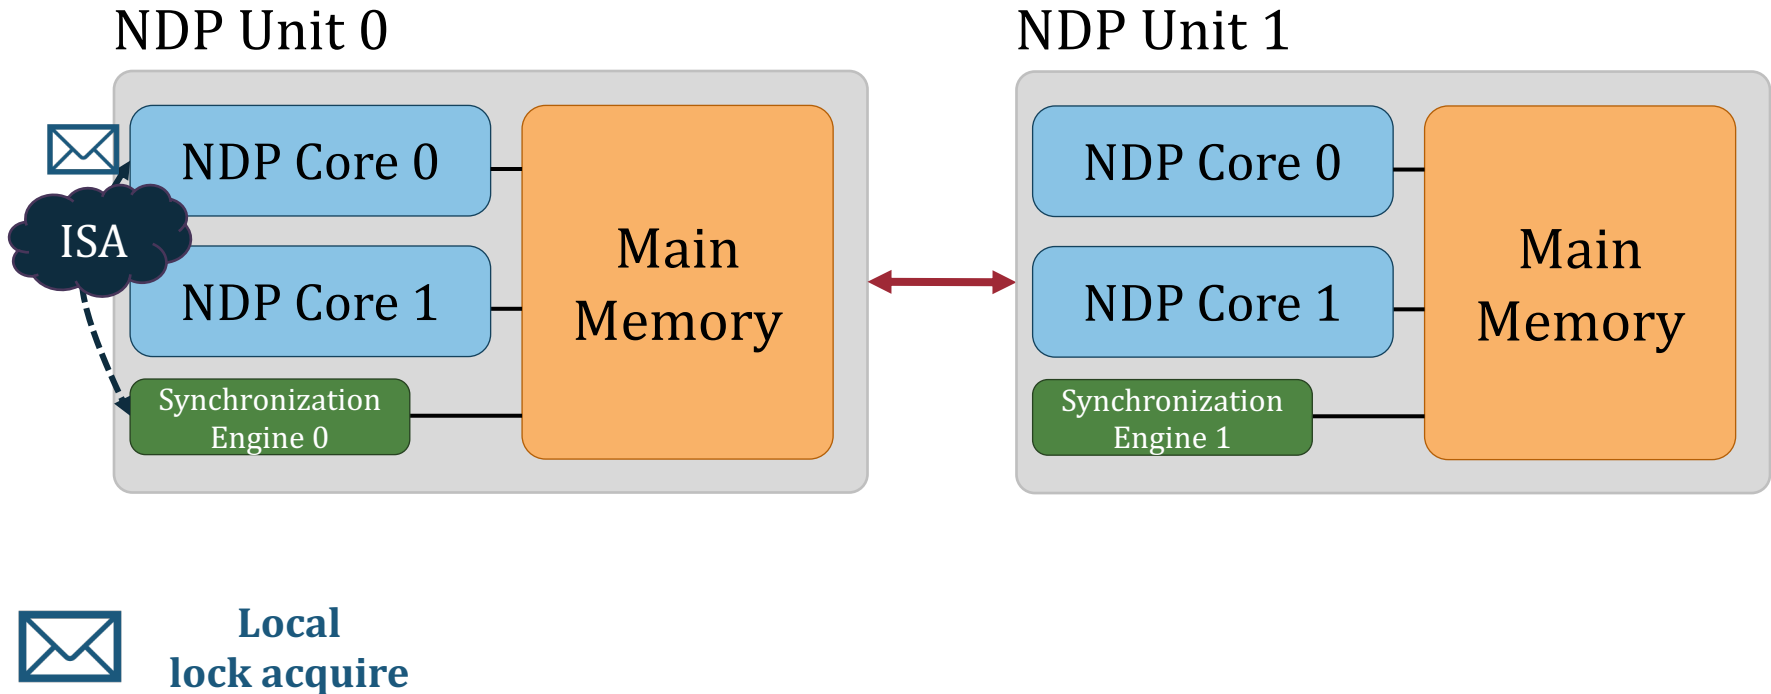 NDP Unit 0
NDP Core 0
ISA
NDP Core 1
Synchronization
Engine 0
Main
Memory
NDP Unit 1
NDP Core 0
NDP Core 1
Synchronization
Engine 1
Main
Memory
Local
lock acquire